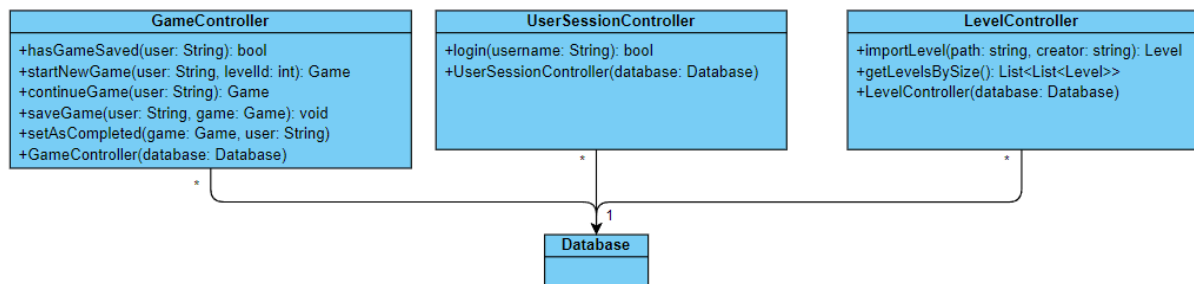 GameController
+hasGameSaved(user: String): bool
+startNewGame(user: String, levelId: int): Game
+continueGame(user: String): Game
+saveGame(user: String, game: Game): void
+setAsCompleted(game: Game, user: String)
+GameController(database: Database)
*
UserSessionController
+login(username: String): bool
+UserSessionController(database: Database)
*
LevelController
+importLevel(path: string, creator: string): Level
+getLevelsBySize(): List<List<Level>>
+LevelController(database: Database)
*
1
Database